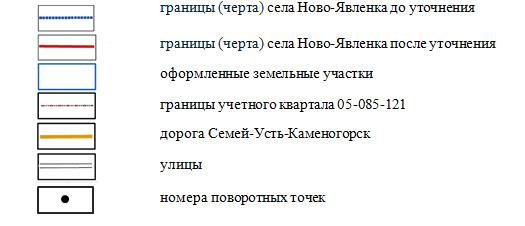 границы (черта) села Ново-Явленка до уточнения
границы (черта) села Ново-Явленка после уточнения
оформленные земельные участки
границы учетного квартала 05-085-121
дорога Семей-Усть-Каменогорск
улицы
номера поворотных точек